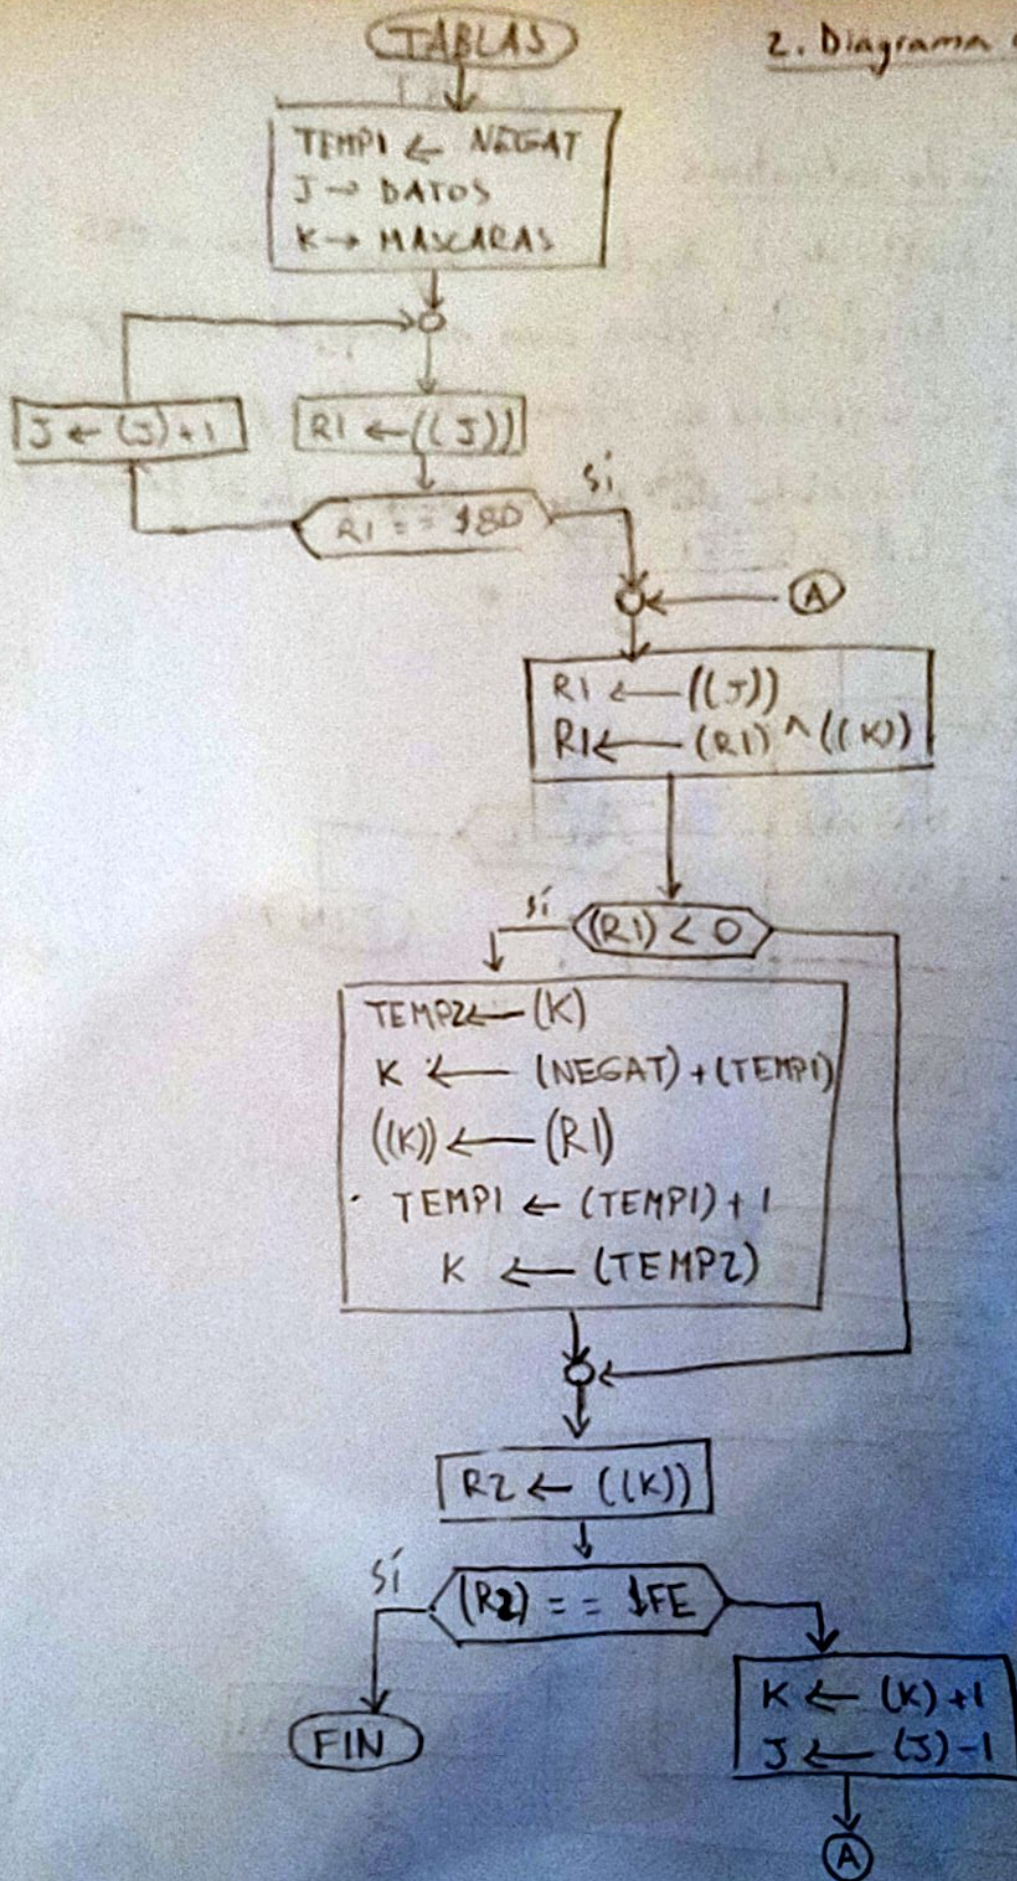 TABLAS
2. Diagrama
TEMP1 ← NEGAT
J → DATOS
K → MASCARAS
J ← (J)+1
R1 ← ((J))
R1 == $80
Sí
A
R1 ← ((J))
R1 ← (R1) ^ ((K))
(R1) < 0
sí
TEMP2 ← (K)
K ← (NEGAT)+(TEMP1)
((K)) ← (R1)
TEMP1 ← (TEMP1)+1
K ← (TEMP2)
R2 ← ((K))
(R2) == $FE
Sí
FIN
K ← (K)+1
J ← (J)-1
A